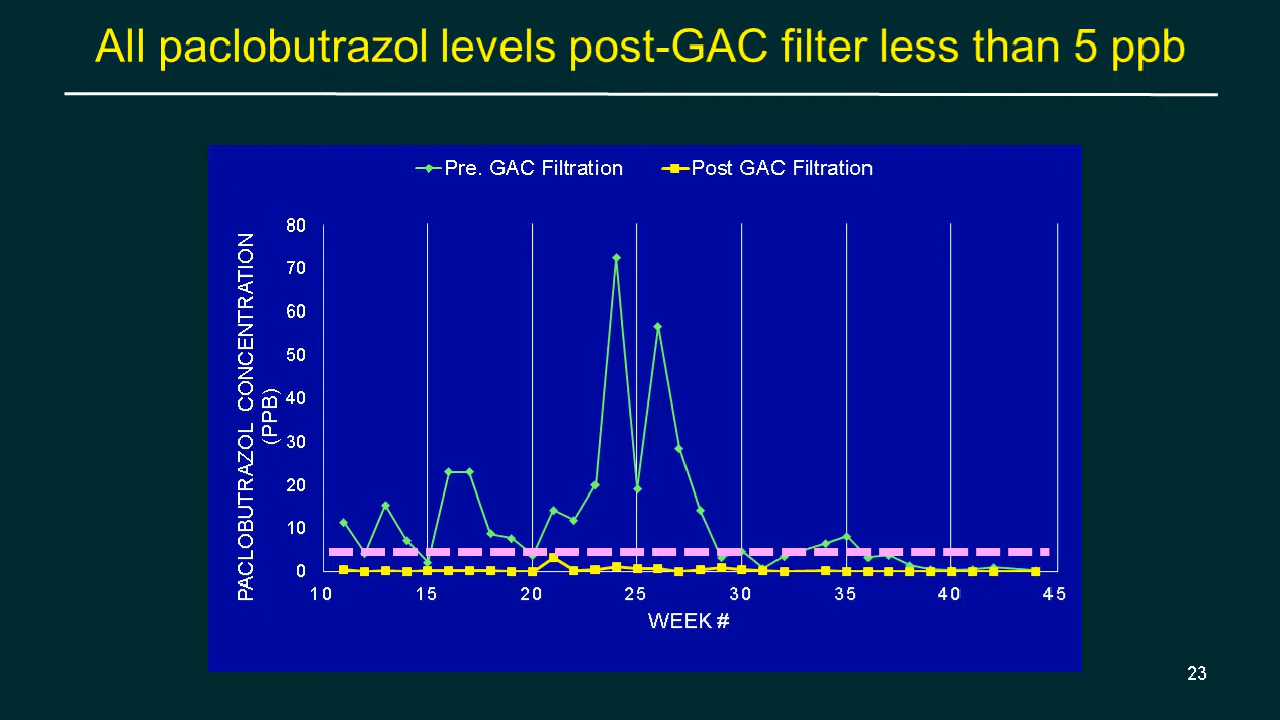 All paclobutrazol levels post-GAC filter less than 5 ppb
Pre. GAC Filtration
Post GAC Filtration
PACLOBUTRAZOL CONCENTRATION
(PPB)
80
70
60
50
40
30
20
10
0
10 15 20 25 30 35 40 45
WEEK #
23